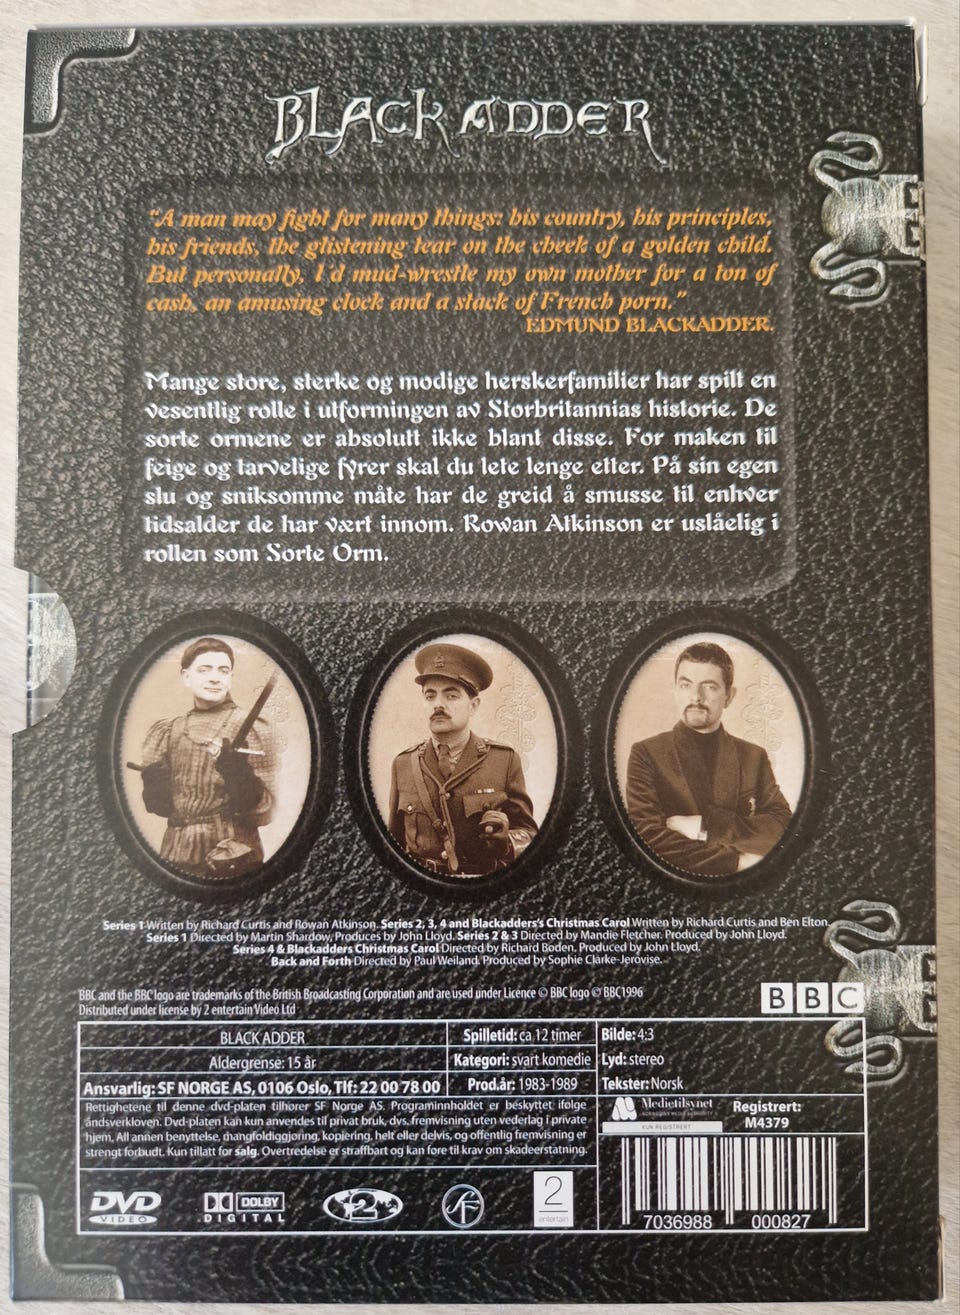 BLACK ADDER
"A man may fight for many things: his country, his principles,
his friends, the glistening tear on the cheek of a golden child.
But personally, I'd mud-wrestle my own mother for a ton of
cash, an amusing clock and a stack of French porn."
EDMUND BLACKADDER.
Mange store, sterke og modige herskerfamilier har spilt en
vesentlig rolle i utformingen av Storbritannias historie. De
sorte ormene er absolutt ikke blant disse. For maken til
feige og tarvelige fyrer skal du lete lenge etter. På sin egen
slu og sniksomme måte har de greid å smusse til enhver
tidsalder de har vært innom. Rowan Atkinson er uslåelig i
rollen som Sorte Orm.
Series 1 Written by Richard Curtis and Rowan Atkinson. Series 2, 3, 4 and Blackadders's Christmas Carol Written by Richard Curtis and Ben Elton.
Series 1 Directed by Martin Shardow, Produces by John Lloyd. Series 2 & 3 Directed by Mandie Fletcher. Produced by John Lloyd.
Series 4 & Blackadders Christmas Carol Directed by Richard Boden. Produced by John Lloyd.
Back and Forth Directed by Paul Weiland. Produced by Sophie Clarke-Jerovise.
BBC and the BBC logo are trademarks of the British Broadcasting Corporation and are used under Licence © BBC logo © BBC1996
Distributed under license by 2 entertain Video Ltd
BBC
BLACK ADDER
Aldergrense: 15 år
Ansvarlig: SF NORGE AS, 0106 Oslo, Tlf: 22 00 78 00
Spilletid: ca 12 timer
Kategori: svart komedie
Prod.år: 1983-1989
Bilde: 4:3
Lyd: stereo
Tekster: Norsk
Rettighetene til denne dvd-platen tilhører SF Norge AS. Programinnholdet er beskyttet ifølge
åndsverkloven. Dvd-platen kan kun anvendes til privat bruk, dvs. fremvisning uten vederlag i private
hjem. All annen benyttelse, mangfoldiggjøring, kopiering, helt eller delvis, og offentlig fremvisning er
strengt forbudt. Kun tillatt for salg. Overtredelse er straffbart og kan føre til krav om skadeerstatning.
Medietilsynet
NORWEGIAN MEDIA AUTHORITY
KUN REGISTRERT
Registrert:
M4379
DVD
VIDEO
DOLBY
DIGITAL
2
SF
2
entertain
7036988 000827